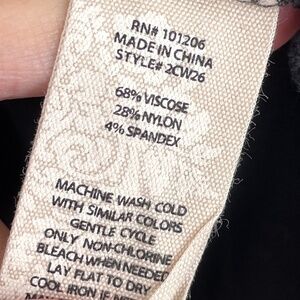 RN# 101206
MADE IN CHINA
STYLE# 2CW26
68% VISCOSE
28% NYLON
4% SPANDEX
MACHINE WASH COLD
WITH SIMILAR COLORS
GENTLE CYCLE
ONLY NON-CHLORINE
BLEACH WHEN NEEDED
LAY FLAT TO DRY
COOL IRON IF